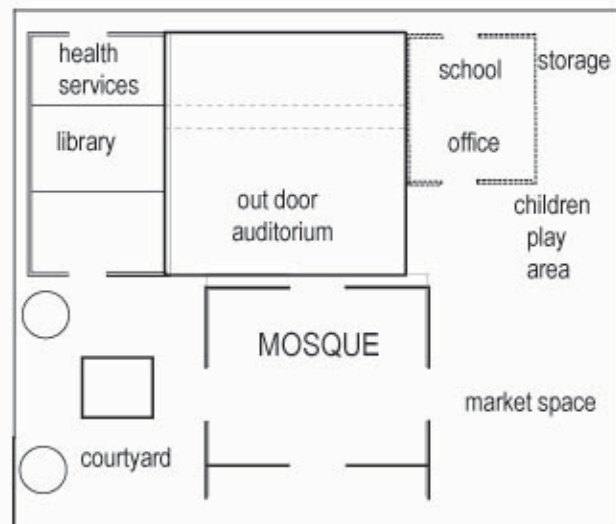 health
services
library
out door
auditorium
school
office
storage
children
play
area
MOSQUE
market space
courtyard